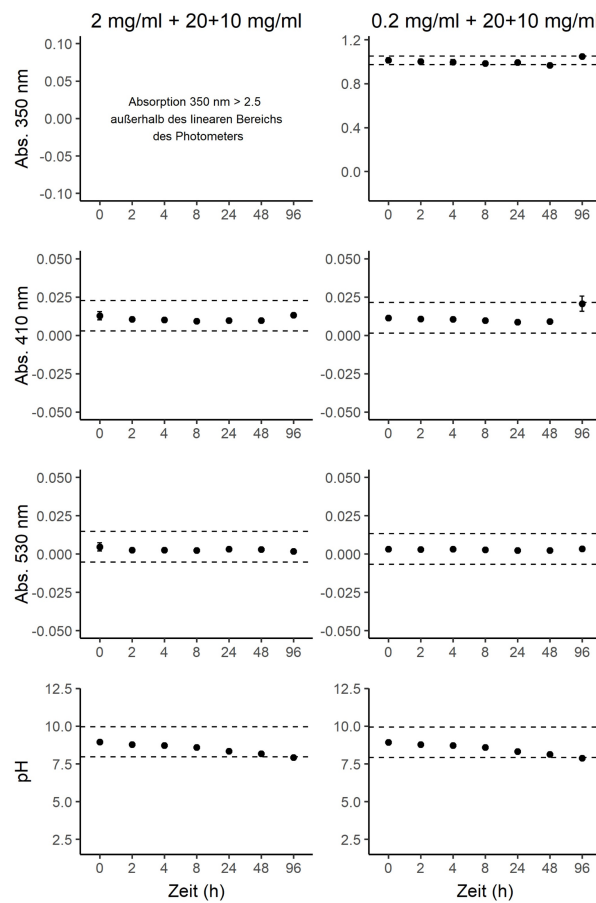 2 mg/ml + 20+10 mg/ml
0.2 mg/ml + 20+10 mg/ml
Abs. 350 nm
0.10
0.05
0.00
-0.05
-0.10
Absorption 350 nm > 2.5
außerhalb des linearen Bereichs
des Photometers
0 2 4 8 24 48 96
1.2
0.8
0.4
0.0
0 2 4 8 24 48 96
Abs. 410 nm
0.050
0.025
0.000
-0.025
-0.050
0 2 4 8 24 48 96
0.050
0.025
0.000
-0.025
-0.050
0 2 4 8 24 48 96
Abs. 530 nm
0.050
0.025
0.000
-0.025
-0.050
0 2 4 8 24 48 96
0.050
0.025
0.000
-0.025
-0.050
0 2 4 8 24 48 96
pH
12.5
10.0
7.5
5.0
2.5
0 2 4 8 24 48 96
Zeit (h)
12.5
10.0
7.5
5.0
2.5
0 2 4 8 24 48 96
Zeit (h)